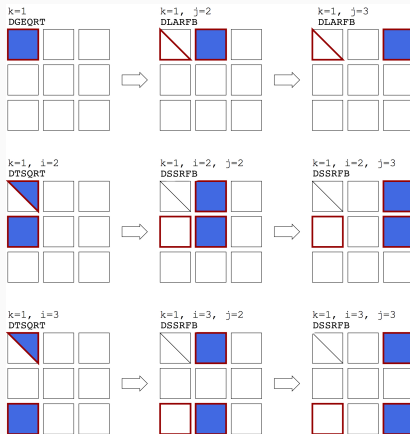 k=1
DGEQRT
k=1, j=2
DLARFB
k=1, j=3
DLARFB
k=1, i=2
DTSQRT
k=1, i=2, j=2
DSSRFB
k=1, i=2, j=3
DSSRFB
k=1, i=3
DTSQRT
k=1, i=3, j=2
DSSRFB
k=1, i=3, j=3
DSSRFB